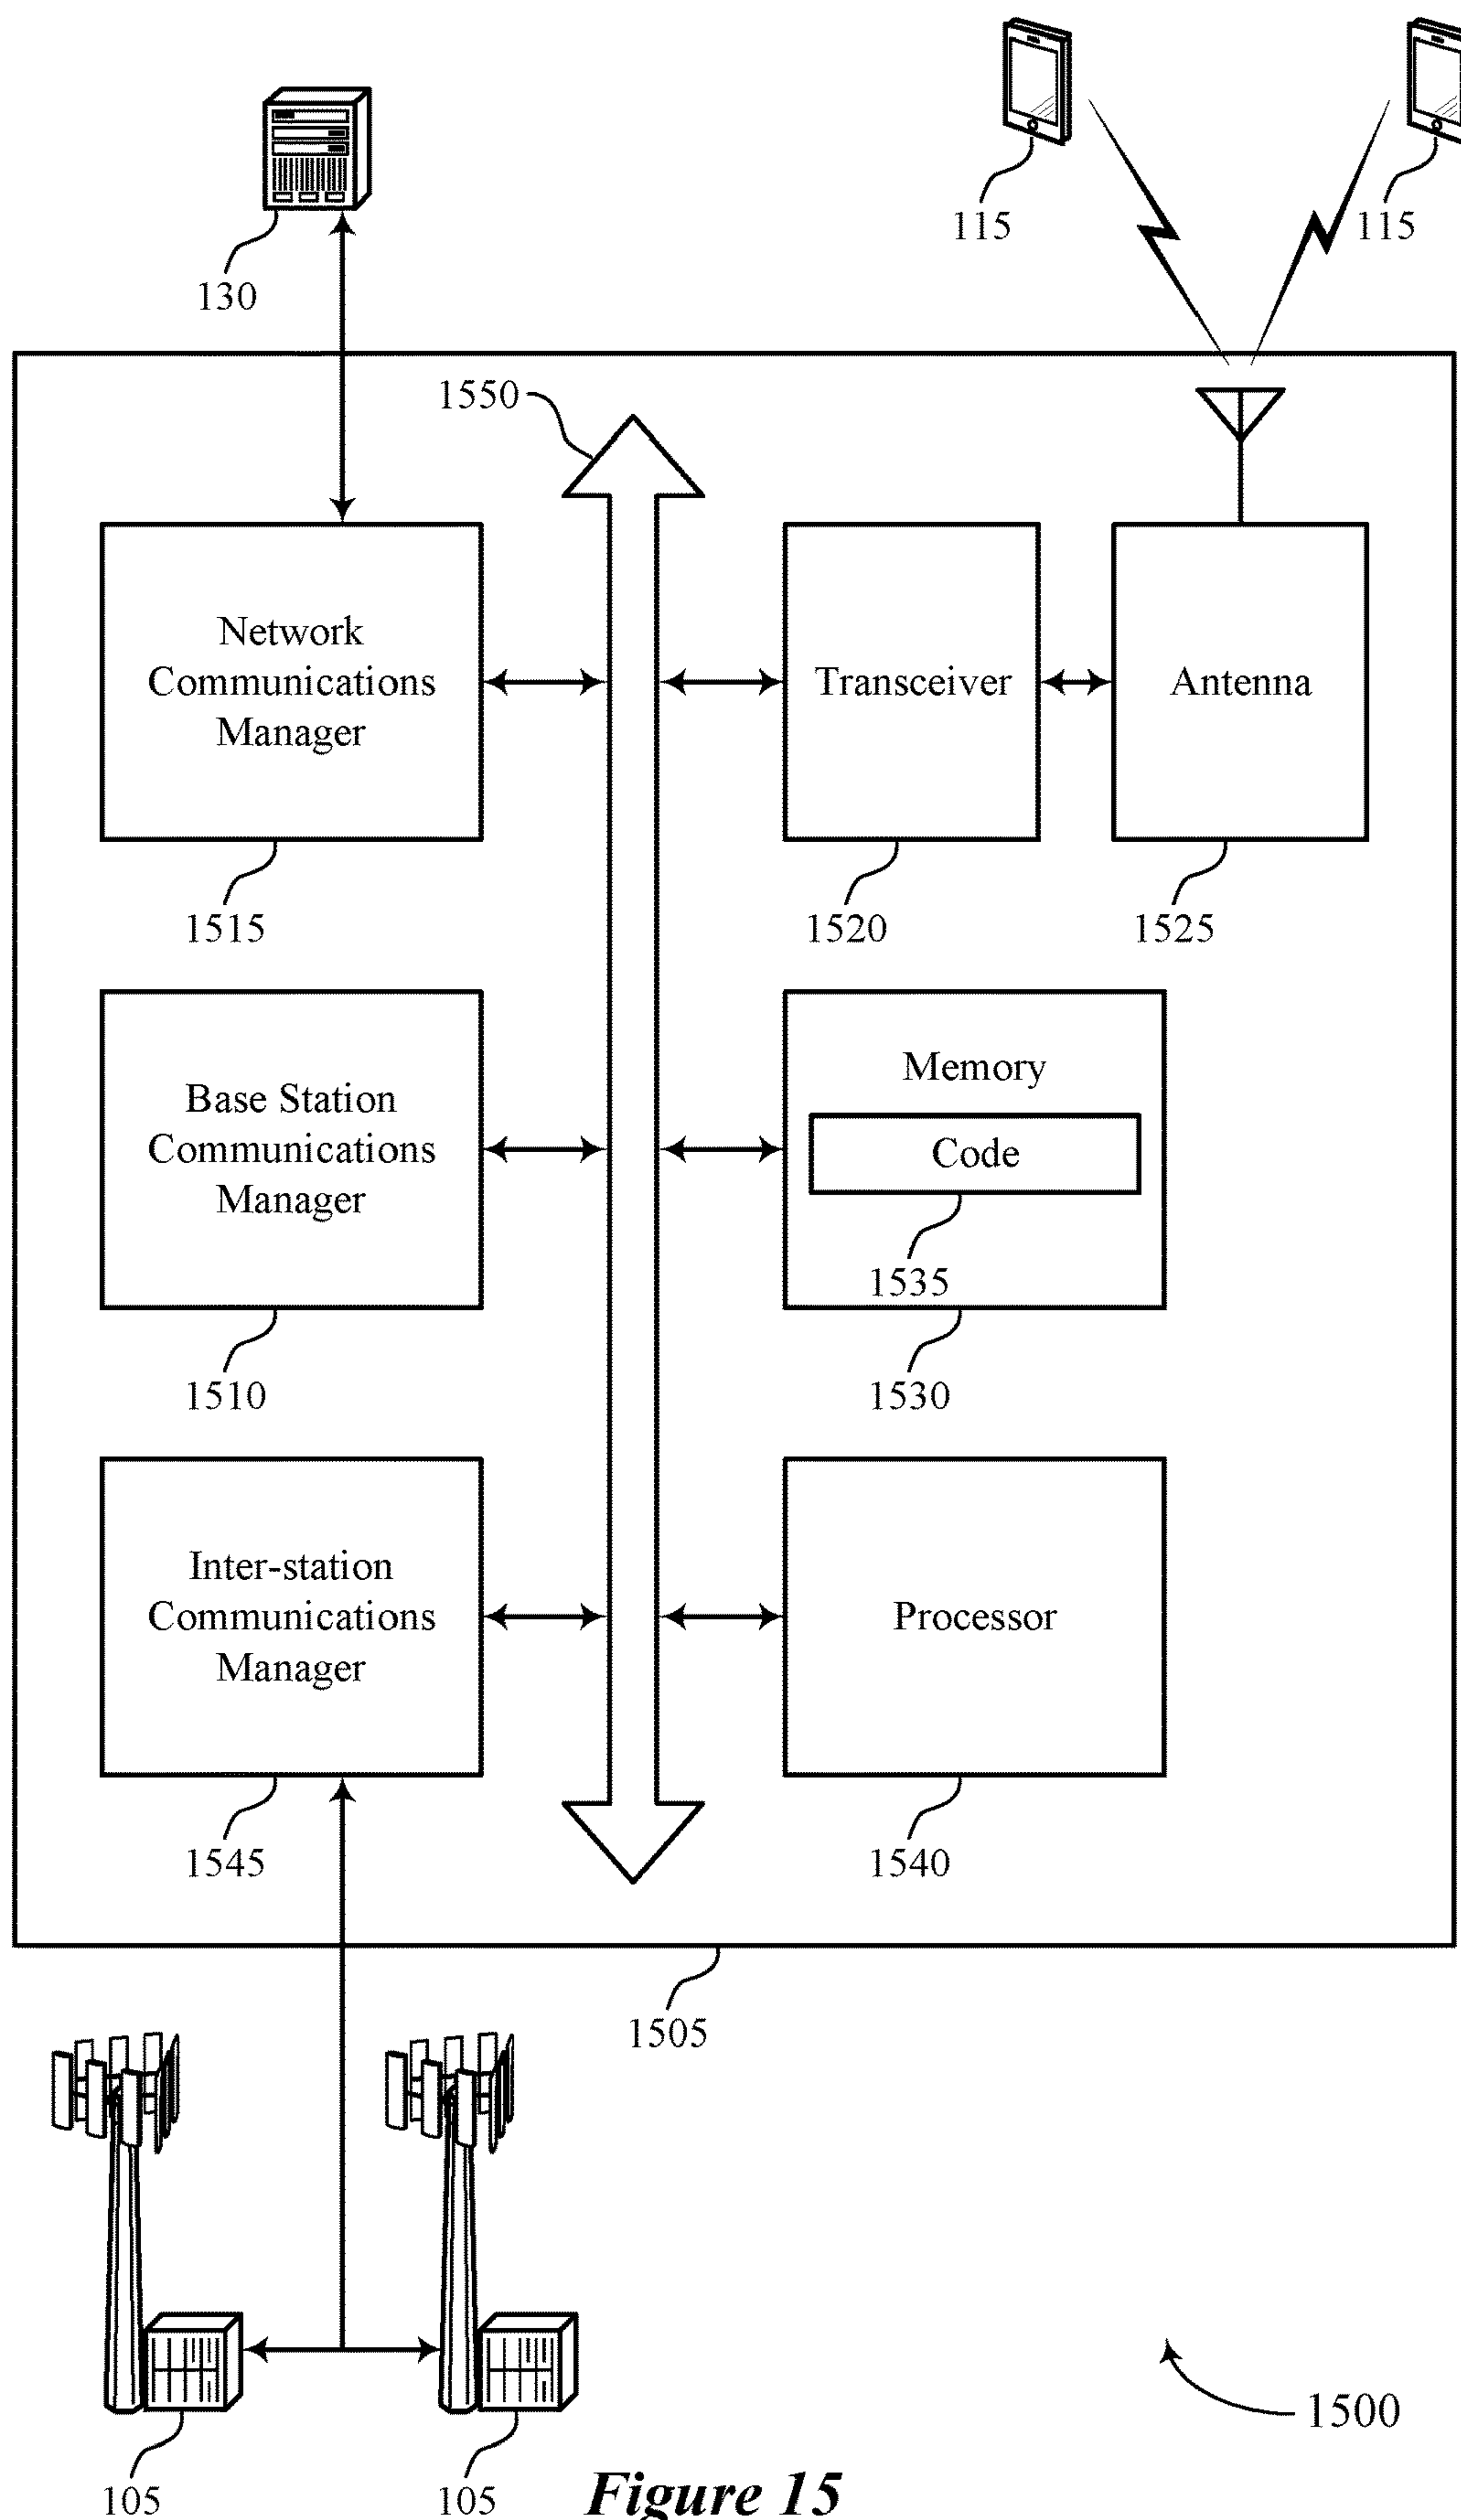 115
115
130
1550
Network
Communications
Manager
Transceiver
Antenna
1515
1520
1525
Base Station
Communications
Manager
Memory
Code
1535
1510
1530
Inter-station
Communications
Manager
Processor
1545
1540
1505
1500
105
105
Figure 15